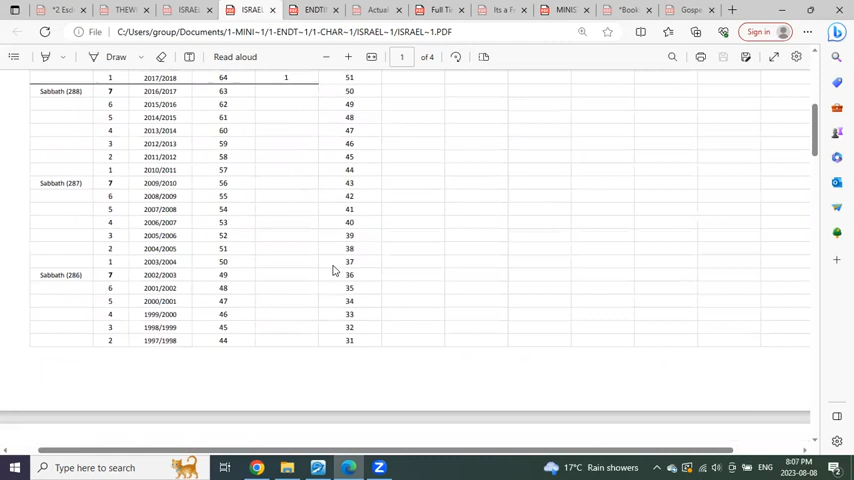 *2 Esd
THEW
ISRAEL
ISRAEL
ENDTI
Actual
Full Tim
Its a Fe
MINIS
*Book
Gospe
C:/Users/group/Documents/1-MINI~1/1-ENDT~1/1-CHAR~1/ISRAEL~1/ISRAEL~1.PDF
Sign in
Draw
Read aloud
1 of 4
1 2017/2018 64 1 51
Sabbath (288) 7 2016/2017 63 50
6 2015/2016 62 49
5 2014/2015 61 48
4 2013/2014 60 47
3 2012/2013 59 46
2 2011/2012 58 45
1 2010/2011 57 44
Sabbath (287) 7 2009/2010 56 43
6 2008/2009 55 42
5 2007/2008 54 41
4 2006/2007 53 40
3 2005/2006 52 39
2 2004/2005 51 38
1 2003/2004 50 37
Sabbath (286) 7 2002/2003 49 36
6 2001/2002 48 35
5 2000/2001 47 34
4 1999/2000 46 33
3 1998/1999 45 32
2 1997/1998 44 31
Type here to search
17°C Rain showers
ENG
8:07 PM
2023-08-08
2